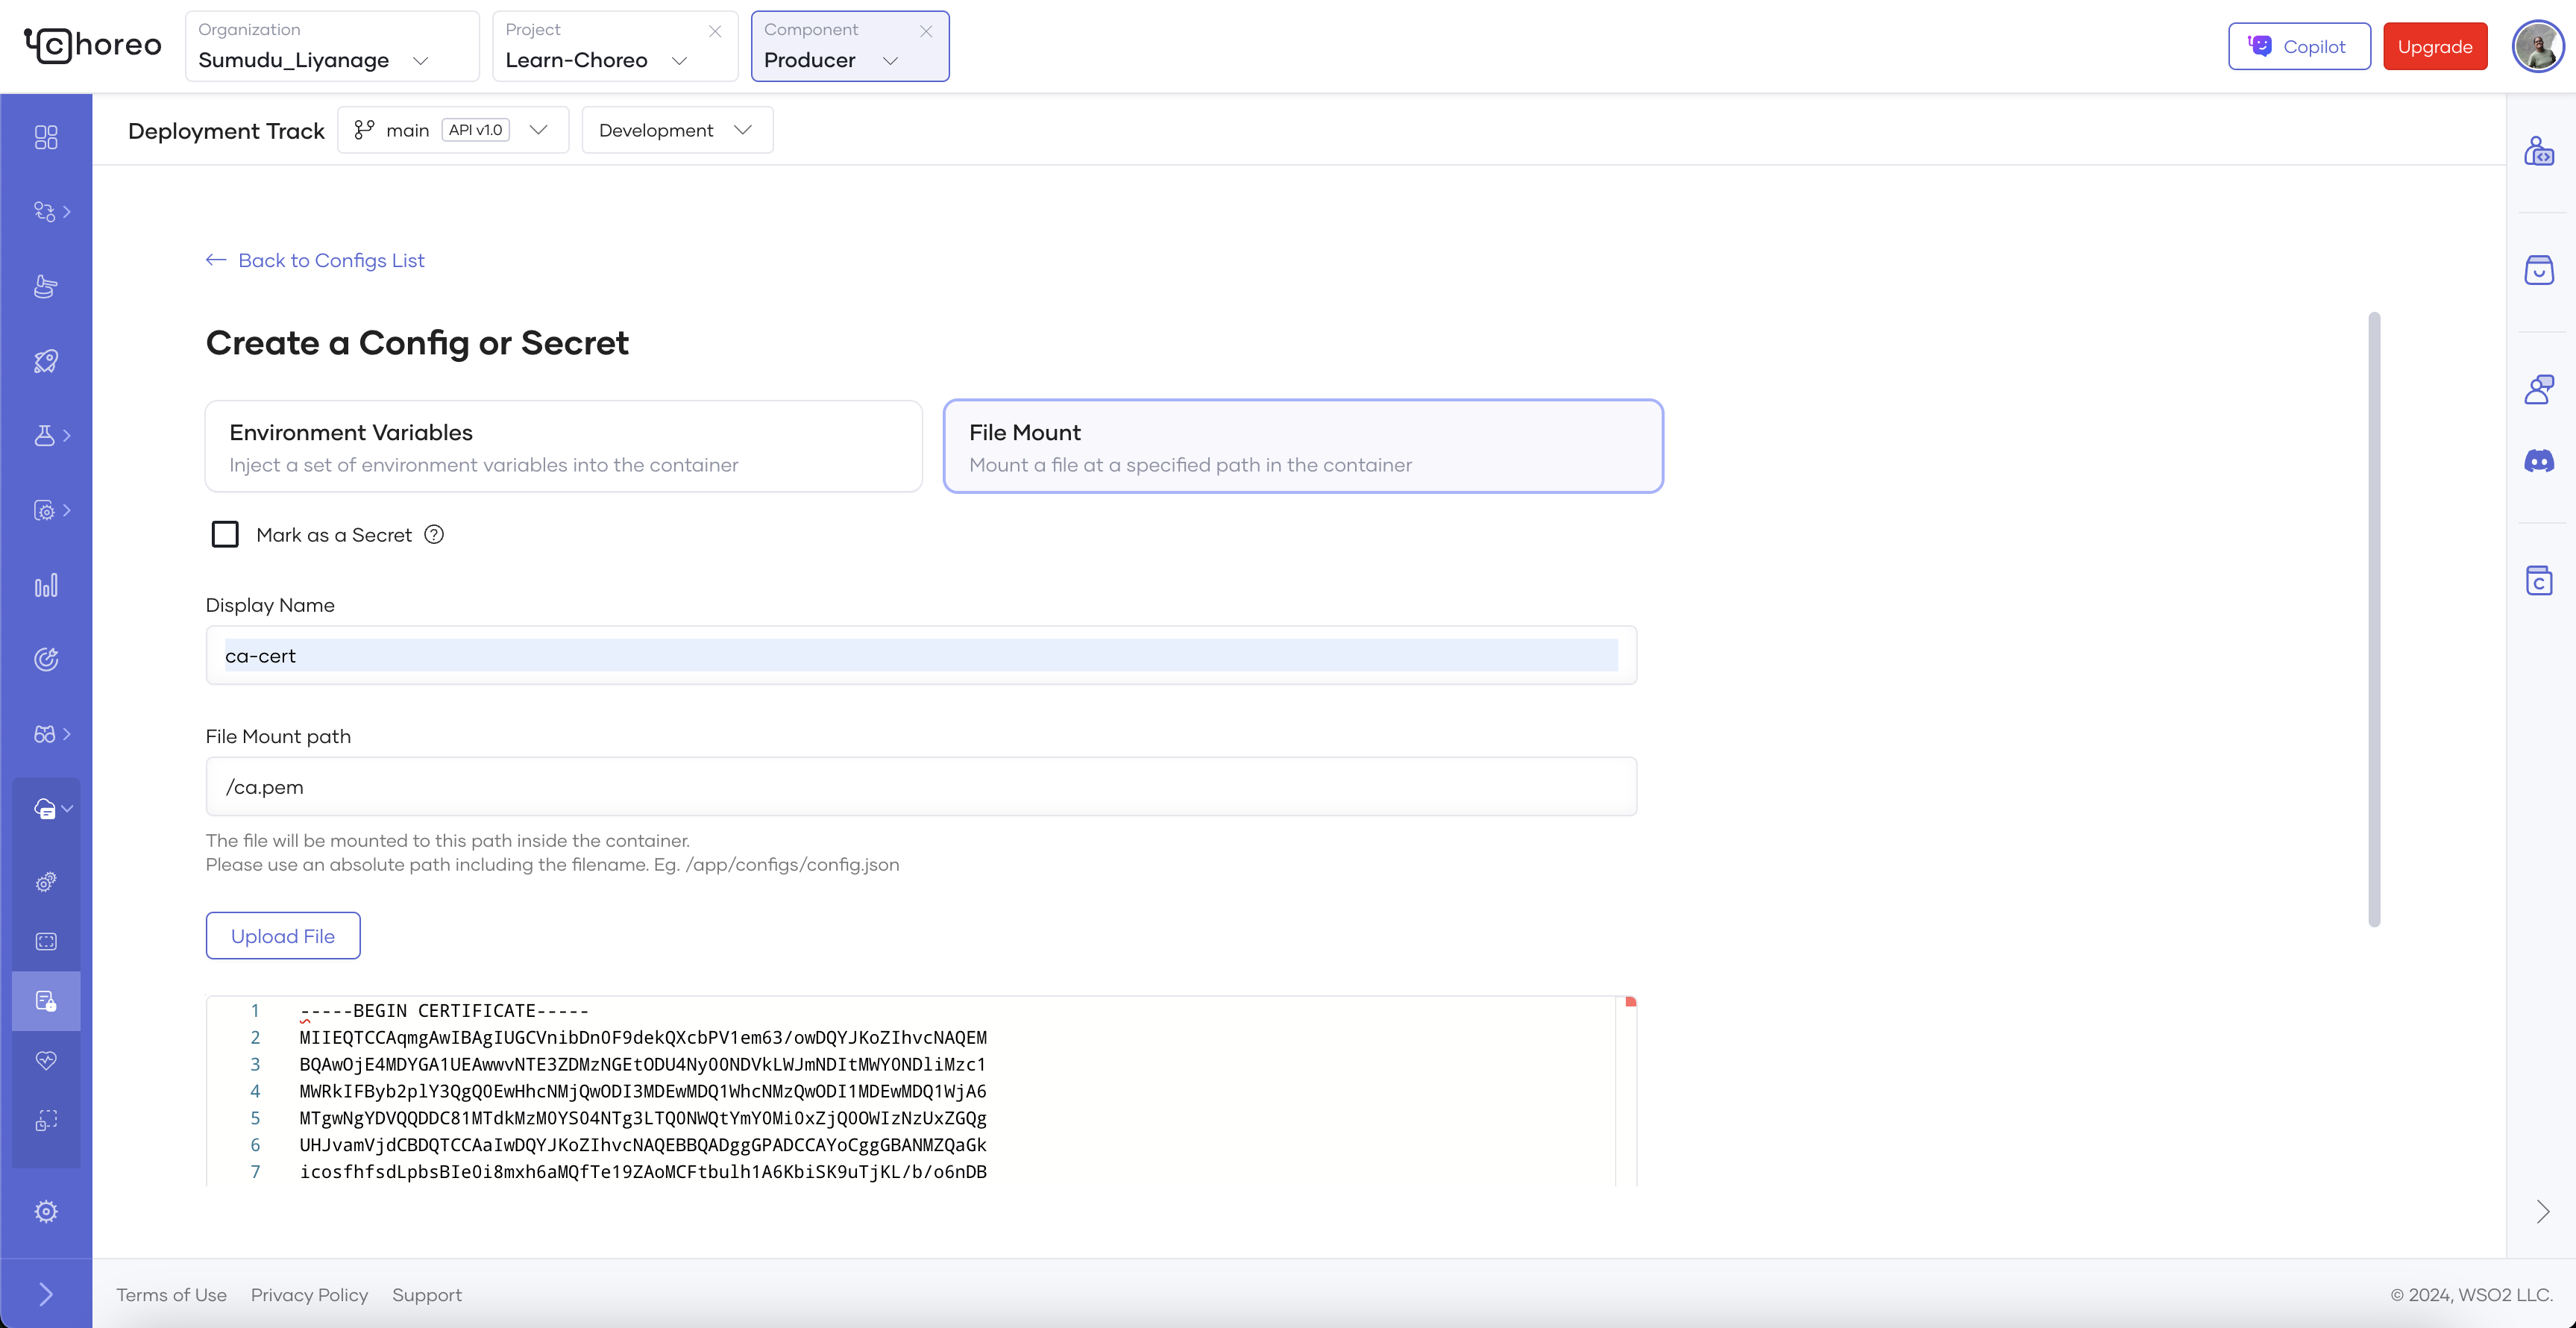 choreo
Organization
Sumudu_Liyanage
Project
Learn-Choreo
Component
Producer
Copilot
Upgrade
Deployment Track
main
API v1.0
Development
Back to Configs List
Create a Config or Secret
Environment Variables
Inject a set of environment variables into the container
File Mount
Mount a file at a specified path in the container
Mark as a Secret
Display Name
ca-cert
File Mount path
/ca.pem
The file will be mounted to this path inside the container.
Please use an absolute path including the filename. Eg. /app/configs/config.json
Upload File
1 -----BEGIN CERTIFICATE-----
2 MIIEQTCCAqmgAwIBAgIUGCVnibDn0F9dekQXcbPV1em63/owDQYJKoZIhvcNAQEM
3 BQAwOjE4MDYGA1UEAwwvNTE3ZDMzNGEtODU4Ny00NDVkLWJmNDItMWY0NDliMzc1
4 MWRkIFByb2plY3QgQ0EwHhcNMjQwODI3MDEwMDQ1WhcNMzQwODI1MDEwMDQ1WjA6
5 MTgwNgYDVQQDDC81MTdkMzM0YS04NTg3LTQ0NWQtYmY0Mi0xZjQ0OWIzNzUxZGQg
6 UHJvamVjdCBDQTCCAaIwDQYJKoZIhvcNAQEBBQADggGPADCCAYoCggGBANMZQaGk
7 icosfhfsdLpbsBIe0i8mxh6aMQfTe19ZAoMCFtbulh1A6KbiSK9uTjKL/b/o6nDB
Terms of Use
Privacy Policy
Support
© 2024, WSO2 LLC.